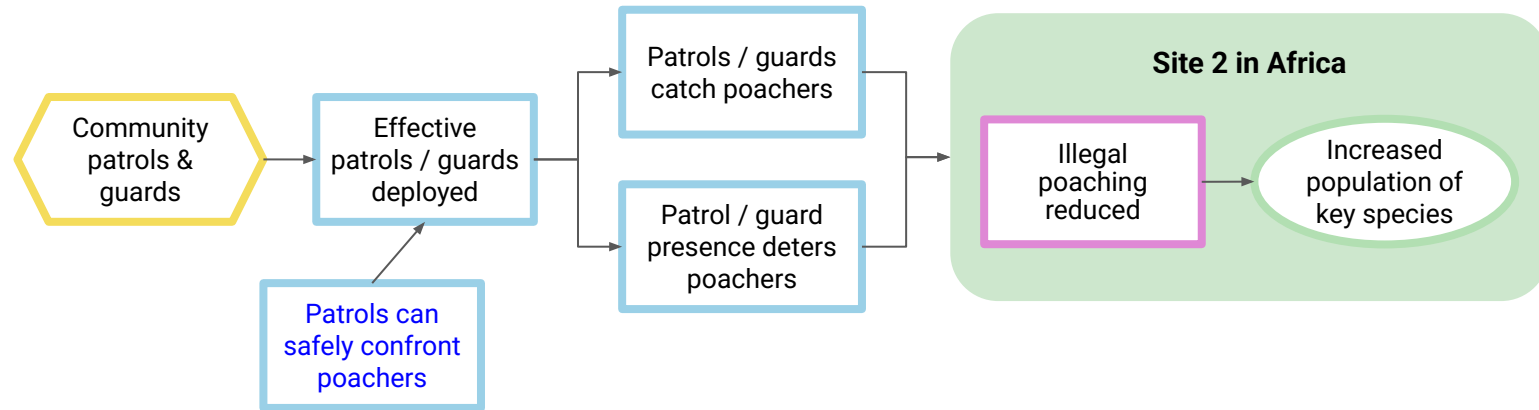 Community
patrols &
guards
Effective
patrols / guards
deployed
Patrols can
safely confront
poachers
Patrols / guards
catch poachers
Patrol / guard
presence deters
poachers
Site 2 in Africa
Illegal
poaching
reduced
Increased
population of
key species